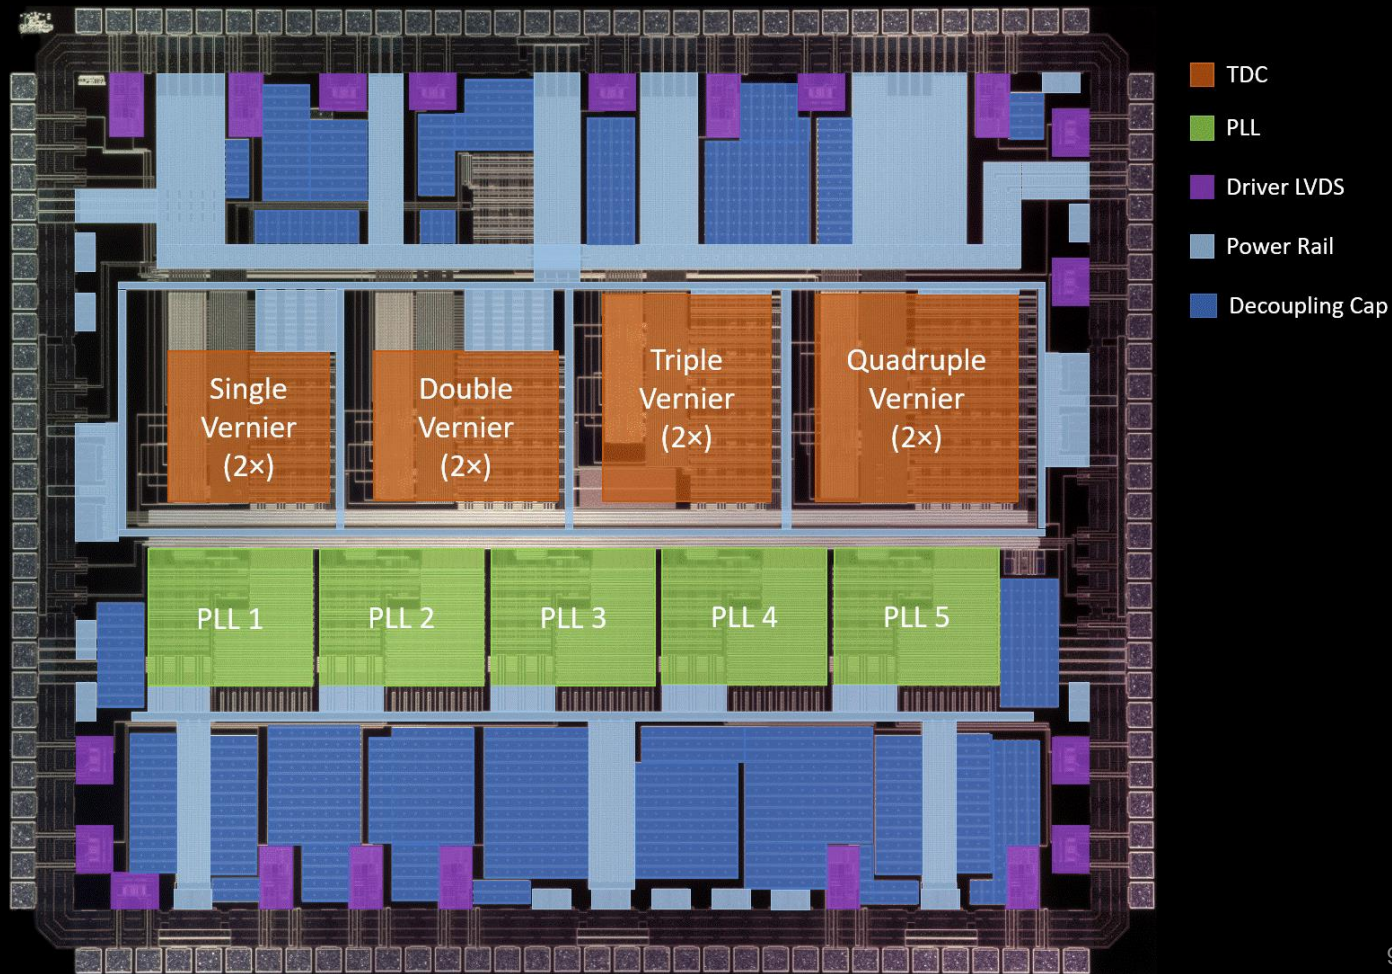 TDC
PLL
Driver LVDS
Power Rail
Decoupling Cap
Single
Vernier
(2×)
Double
Vernier
(2×)
Triple
Vernier
(2×)
Quadruple
Vernier
(2×)
PLL 1
PLL 2
PLL 3
PLL 4
PLL 5